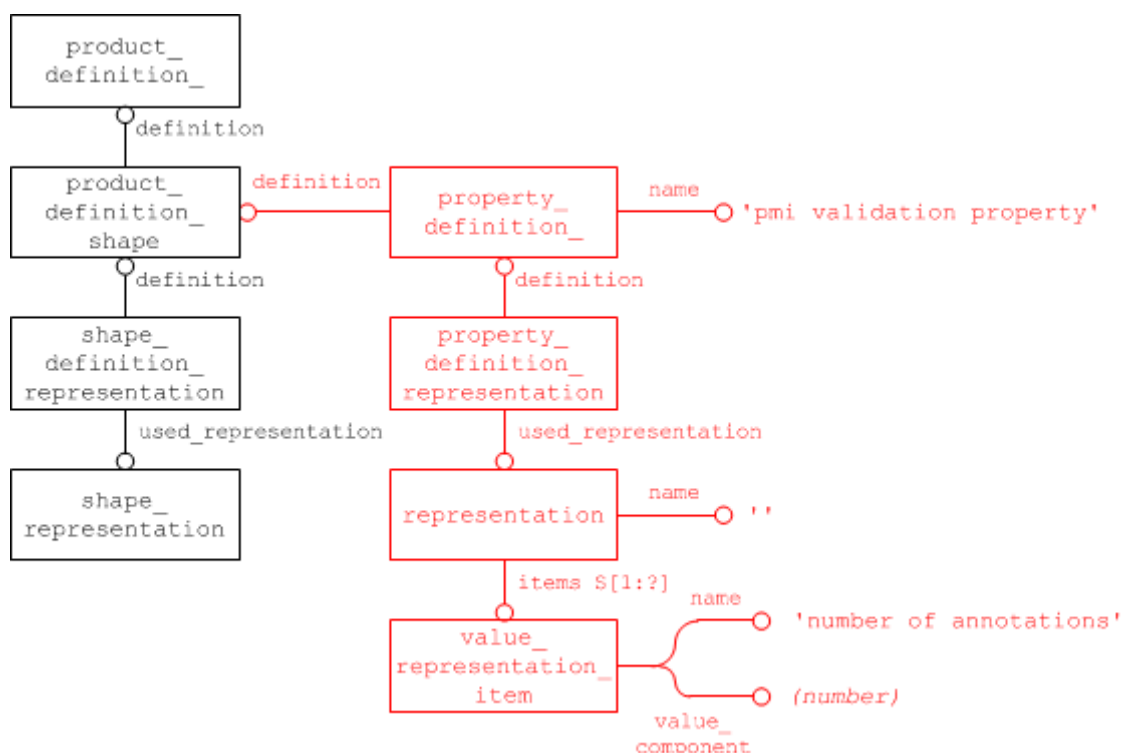 product_
definition_
definition
product_
definition_
shape
definition
property_
definition_
name
'pmi validation property'
definition
definition
shape_
definition_
representation
property_
definition_
representation
used_representation
used_representation
shape_
representation
representation
name
''
items S[1:?]
value_
representation_
item
name
'number of annotations'
(number)
value_
component